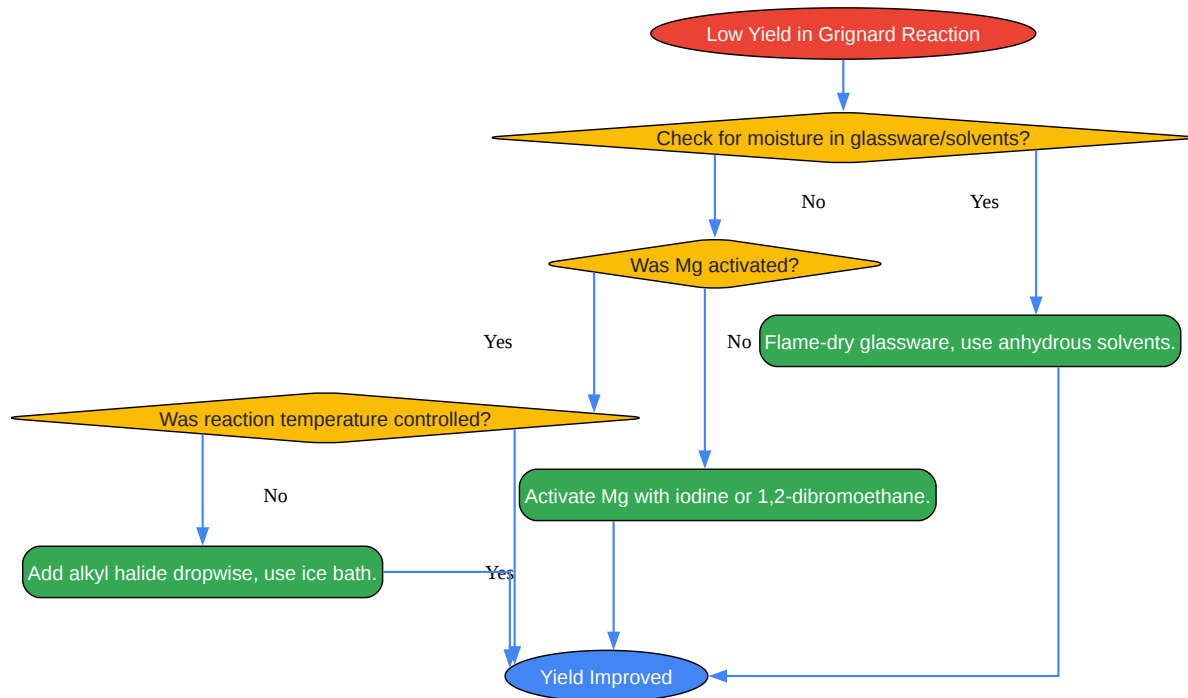 Low Yield in Grignard Reaction
Check for moisture in glassware/solvents?
No
Yes
Was Mg activated?
Yes
No
Flame-dry glassware, use anhydrous solvents.
Was reaction temperature controlled?
No
Activate Mg with iodine or 1,2-dibromoethane.
Add alkyl halide dropwise, use ice bath.
Yes
Yield Improved